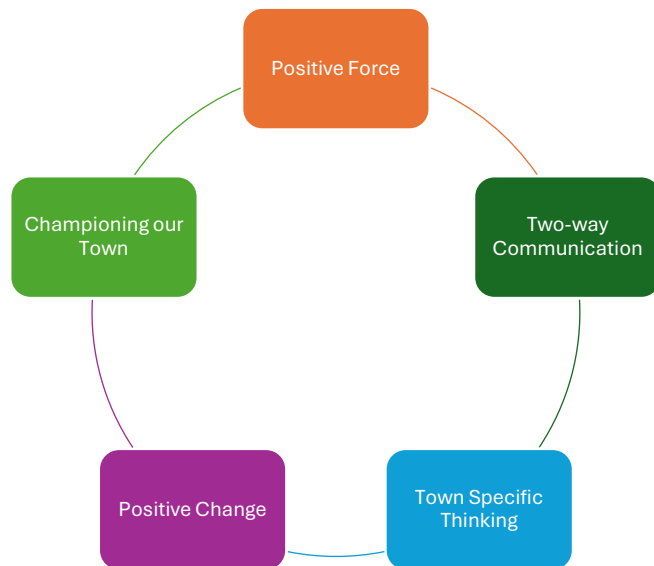 Positive Force
Two-way
Communication
Town Specific
Thinking
Positive Change
Championing our
Town